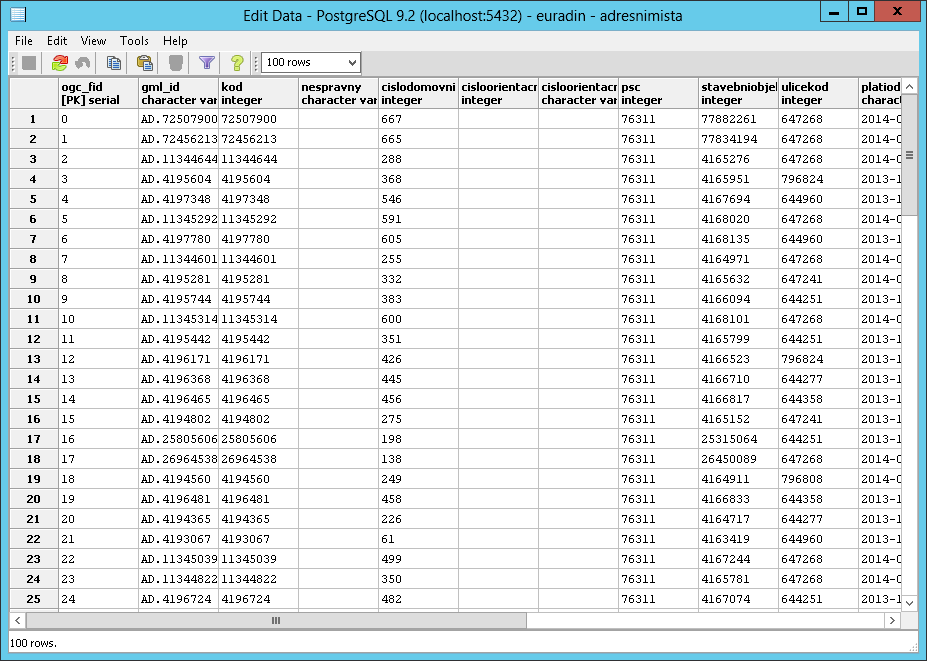 Edit Data - PostgreSQL 9.2 (localhost:5432) - euradin - adresnimista
File Edit View Tools Help
100 rows
ogc_fid gml_id kod nespravny cislodomovni cisloorientacn cisloorientacn psc stavebniobjel ulicekod platiod
[PK] serial character var integer character var integer integer character var integer integer integer charact
1 0 AD.72507900 72507900 667 76311 77882261 647268 2014-0
2 1 AD.72456213 72456213 665 76311 77834194 647268 2014-0
3 2 AD.11344644 11344644 288 76311 4165276 647268 2014-0
4 3 AD.4195604 4195604 368 76311 4165951 796824 2013-1
5 4 AD.4197348 4197348 546 76311 4167694 644960 2013-1
6 5 AD.11345292 11345292 591 76311 4168020 647268 2014-0
7 6 AD.4197780 4197780 605 76311 4168135 644960 2013-1
8 7 AD.11344601 11344601 255 76311 4164971 647268 2014-0
9 8 AD.4195281 4195281 332 76311 4165632 647241 2013-1
10 9 AD.4195744 4195744 383 76311 4166094 644251 2013-1
11 10 AD.11345314 11345314 600 76311 4168101 647268 2014-0
12 11 AD.4195442 4195442 351 76311 4165799 644251 2013-1
13 12 AD.4196171 4196171 426 76311 4166523 796824 2013-1
14 13 AD.4196368 4196368 445 76311 4166710 644277 2013-1
15 14 AD.4196465 4196465 456 76311 4166817 644358 2013-1
16 15 AD.4194802 4194802 275 76311 4165152 647241 2013-1
17 16 AD.25805606 25805606 198 76311 25315064 644251 2013-1
18 17 AD.26964538 26964538 138 76311 26450089 647268 2014-0
19 18 AD.4194560 4194560 249 76311 4164911 796808 2013-1
20 19 AD.4196481 4196481 458 76311 4166833 644358 2013-1
21 20 AD.4194365 4194365 226 76311 4164717 644277 2013-1
22 21 AD.4193067 4193067 61 76311 4163419 644960 2013-1
23 22 AD.11345039 11345039 499 76311 4167244 647268 2014-0
24 23 AD.11344822 11344822 350 76311 4165781 647268 2014-0
25 24 AD.4196724 4196724 482 76311 4167074 644251 2013-1
100 rows.